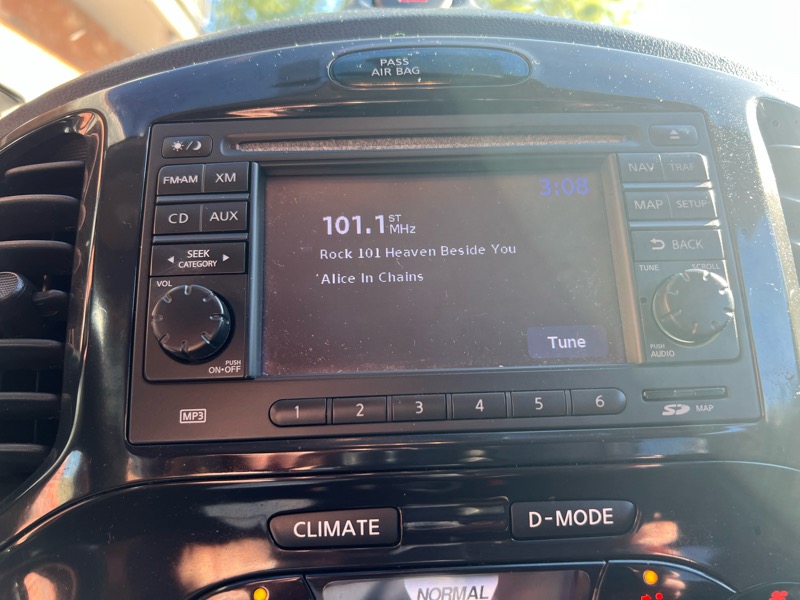 PASS
AIR BAG
FM•AM XM
CD AUX
SEEK
CATEGORY
VOL
PUSH
ON•OFF
3:08
101.1 ST
MHz
Rock 101 Heaven Beside You
Alice In Chains
Tune
NAV TRAF
MAP SETUP
BACK
TUNE SCROLL
PUSH
AUDIO
MP3
1 2 3 4 5 6
SD MAP
CLIMATE D-MODE
NORMAL